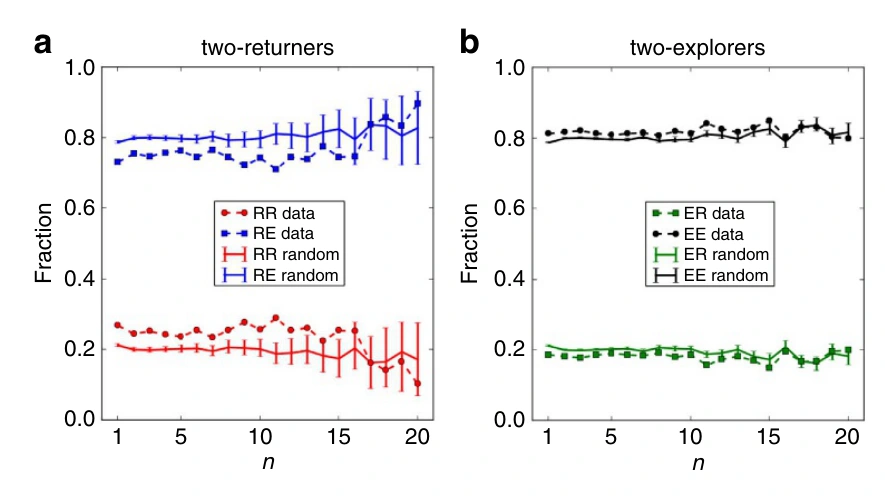 a
two-returners
1.0
0.8
0.6
0.4
0.2
0.0
Fraction
RR data
RE data
RR random
RE random
1 5 10 15 20
n
b
two-explorers
1.0
0.8
0.6
0.4
0.2
0.0
Fraction
ER data
EE data
ER random
EE random
1 5 10 15 20
n